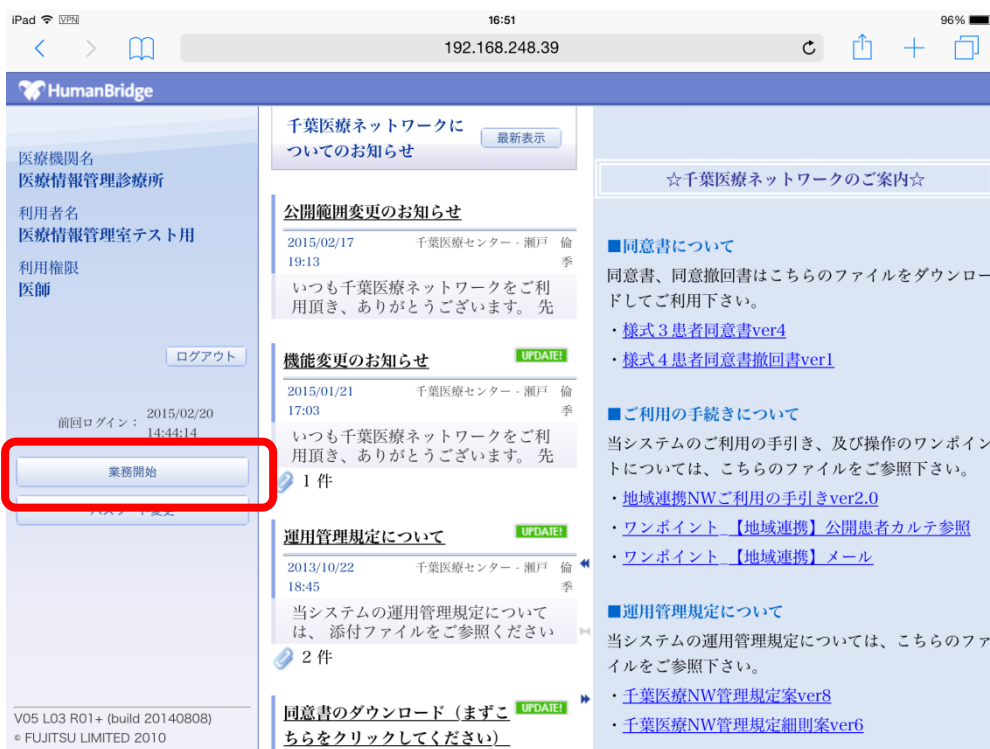 iPad VPN 16:51 96%
192.168.248.39
HumanBridge
医療機関名
医療情報管理診療所
利用者名
医療情報管理室テスト用
利用権限
医師
ログアウト
前回ログイン： 2015/02/20
14:44:14
業務開始
パスワード変更
V05 L03 R01+ (build 20140808)
© FUJITSU LIMITED 2010
千葉医療ネットワークに
ついてのお知らせ
最新表示
公開範囲変更のお知らせ
2015/02/17 千葉医療センター - 瀬戸 倫
19:13 季
いつも千葉医療ネットワークをご利
用頂き、ありがとうございます。 先
機能変更のお知らせ UPDATE!
2015/01/21 千葉医療センター - 瀬戸 倫
17:03 季
いつも千葉医療ネットワークをご利
用頂き、ありがとうございます。 先
1 件
運用管理規定について UPDATE!
2013/10/22 千葉医療センター - 瀬戸 倫
18:45 季
当システムの運用管理規定について
は、 添付ファイルをご参照ください
2 件
同意書のダウンロード（まずこ UPDATE!
ちらをクリックしてください）
☆千葉医療ネットワークのご案内☆
■同意書について
同意書、同意撤回書はこちらのファイルをダウンロー
ドしてご利用下さい。
・様式３患者同意書ver4
・様式４患者同意書撤回書ver1
■ご利用の手続きについて
当システムのご利用の手引き、及び操作のワンポイン
トについては、こちらのファイルをご参照下さい。
・地域連携NWご利用の手引きver2.0
・ワンポイント_【地域連携】公開患者カルテ参照
・ワンポイント_【地域連携】メール
■運用管理規定について
当システムの運用管理規定については、こちらのファ
イルをご参照下さい。
・千葉医療NW管理規定案ver8
・千葉医療NW管理規定細則案ver6